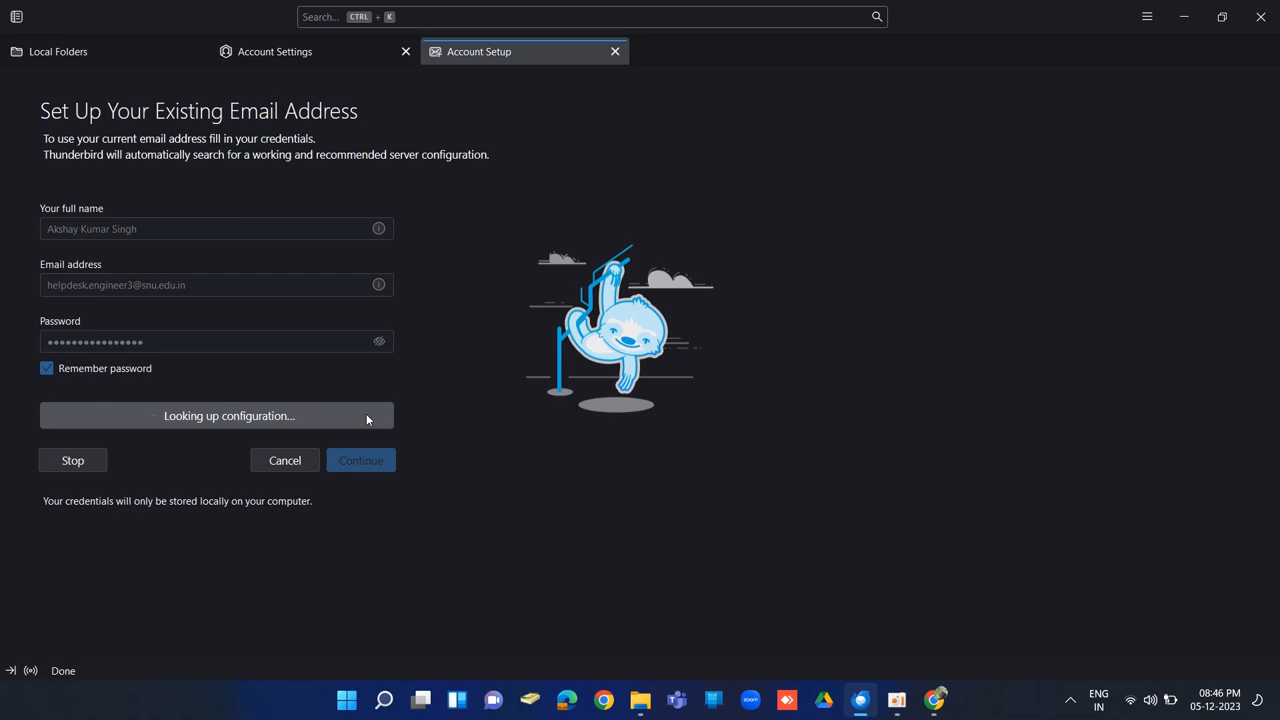 Search... CTRL + K
Local Folders
Account Settings
Account Setup
Set Up Your Existing Email Address
To use your current email address fill in your credentials.
Thunderbird will automatically search for a working and recommended server configuration.
Your full name
Akshay Kumar Singh
Email address
helpdesk.engineer3@snu.edu.in
Password
Remember password
Looking up configuration...
Stop
Cancel
Continue
Your credentials will only be stored locally on your computer.
Done
zoom
ENG
IN
08:46 PM
05-12-2023